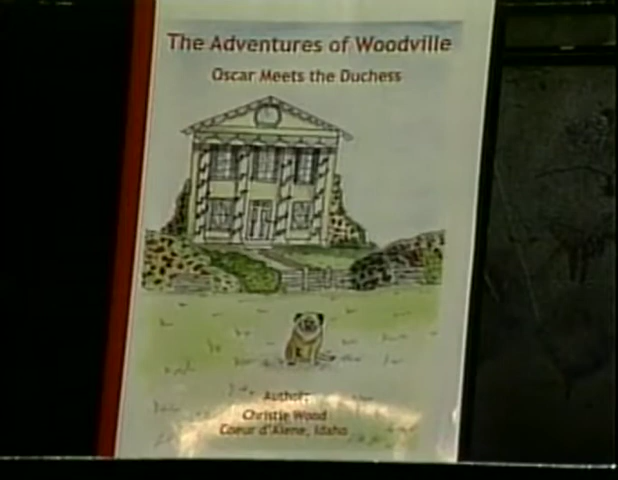 The Adventures of Woodville
Oscar Meets the Duchess
Author:
Christie Wood
Coeur d'Alene, Idaho